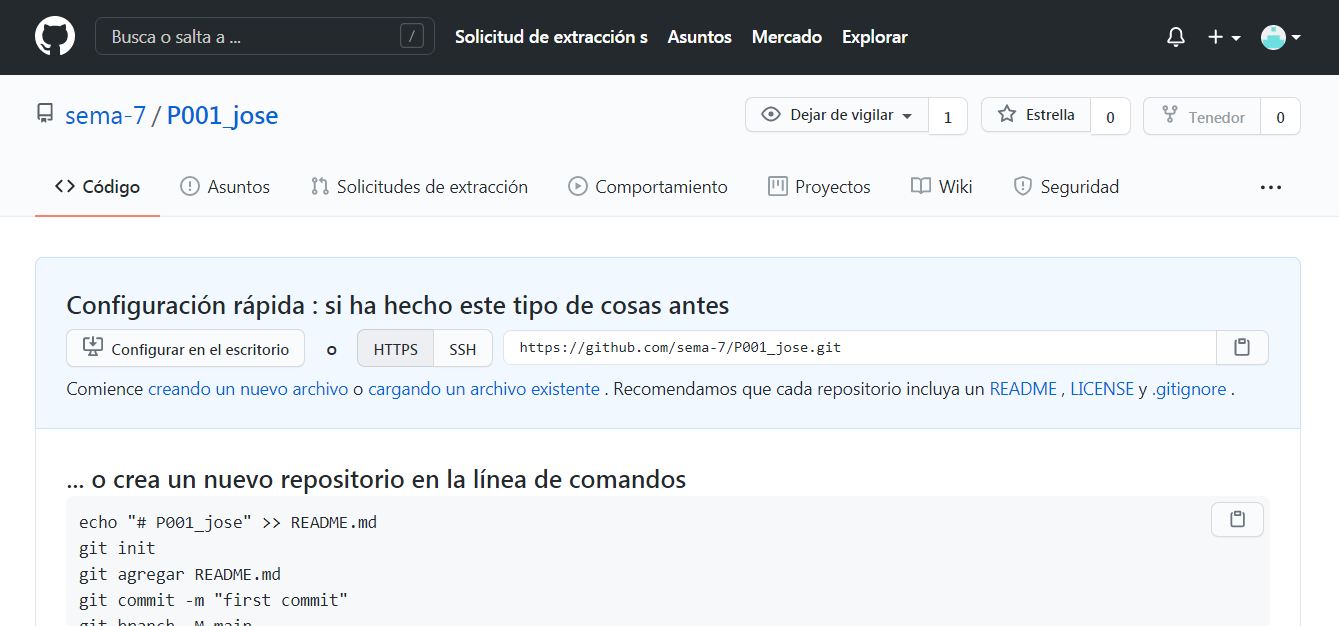 Busca o salta a ... /
Solicitud de extracción s Asuntos Mercado Explorar
sema-7 / P001_jose
Dejar de vigilar 1 Estrella 0 Tenedor 0
Código Asuntos Solicitudes de extracción Comportamiento Proyectos Wiki Seguridad ...
Configuración rápida : si ha hecho este tipo de cosas antes
Configurar en el escritorio o HTTPS SSH https://github.com/sema-7/P001_jose.git
Comience creando un nuevo archivo o cargando un archivo existente . Recomendamos que cada repositorio incluya un README , LICENSE y .gitignore .
... o crea un nuevo repositorio en la línea de comandos
echo "# P001_jose" >> README.md
git init
git agregar README.md
git commit -m "first commit"
git branch -M main